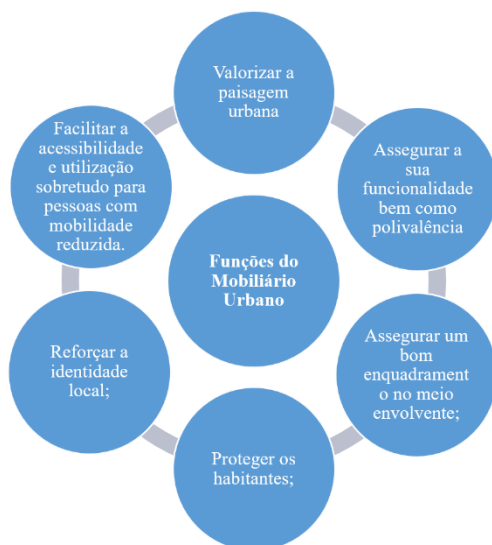 Valorizar a
paisagem
urbana
Assegurar a
sua
funcionalidade
bem como
polivalência
Assegurar um
bom
enquadrament
o no meio
envolvente;
Proteger os
habitantes;
Reforçar a
identidade
local;
Facilitar a
acessibilidade
e utilização
sobretudo para
pessoas com
mobilidade
reduzida.
Funções do
Mobiliário
Urbano